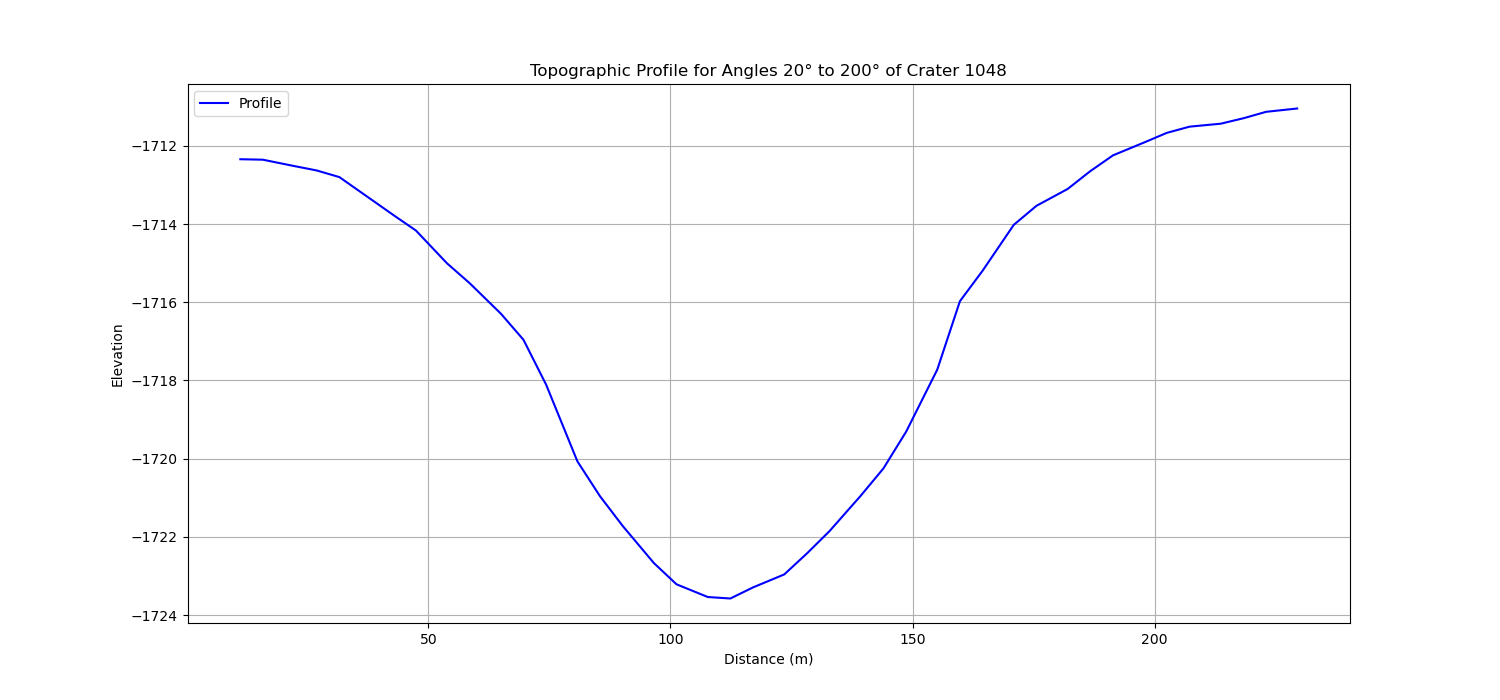 Topographic Profile for Angles 20° to 200° of Crater 1048
Profile
−1712
−1714
−1716
−1718
−1720
−1722
−1724
Elevation
50 100 150 200
Distance (m)